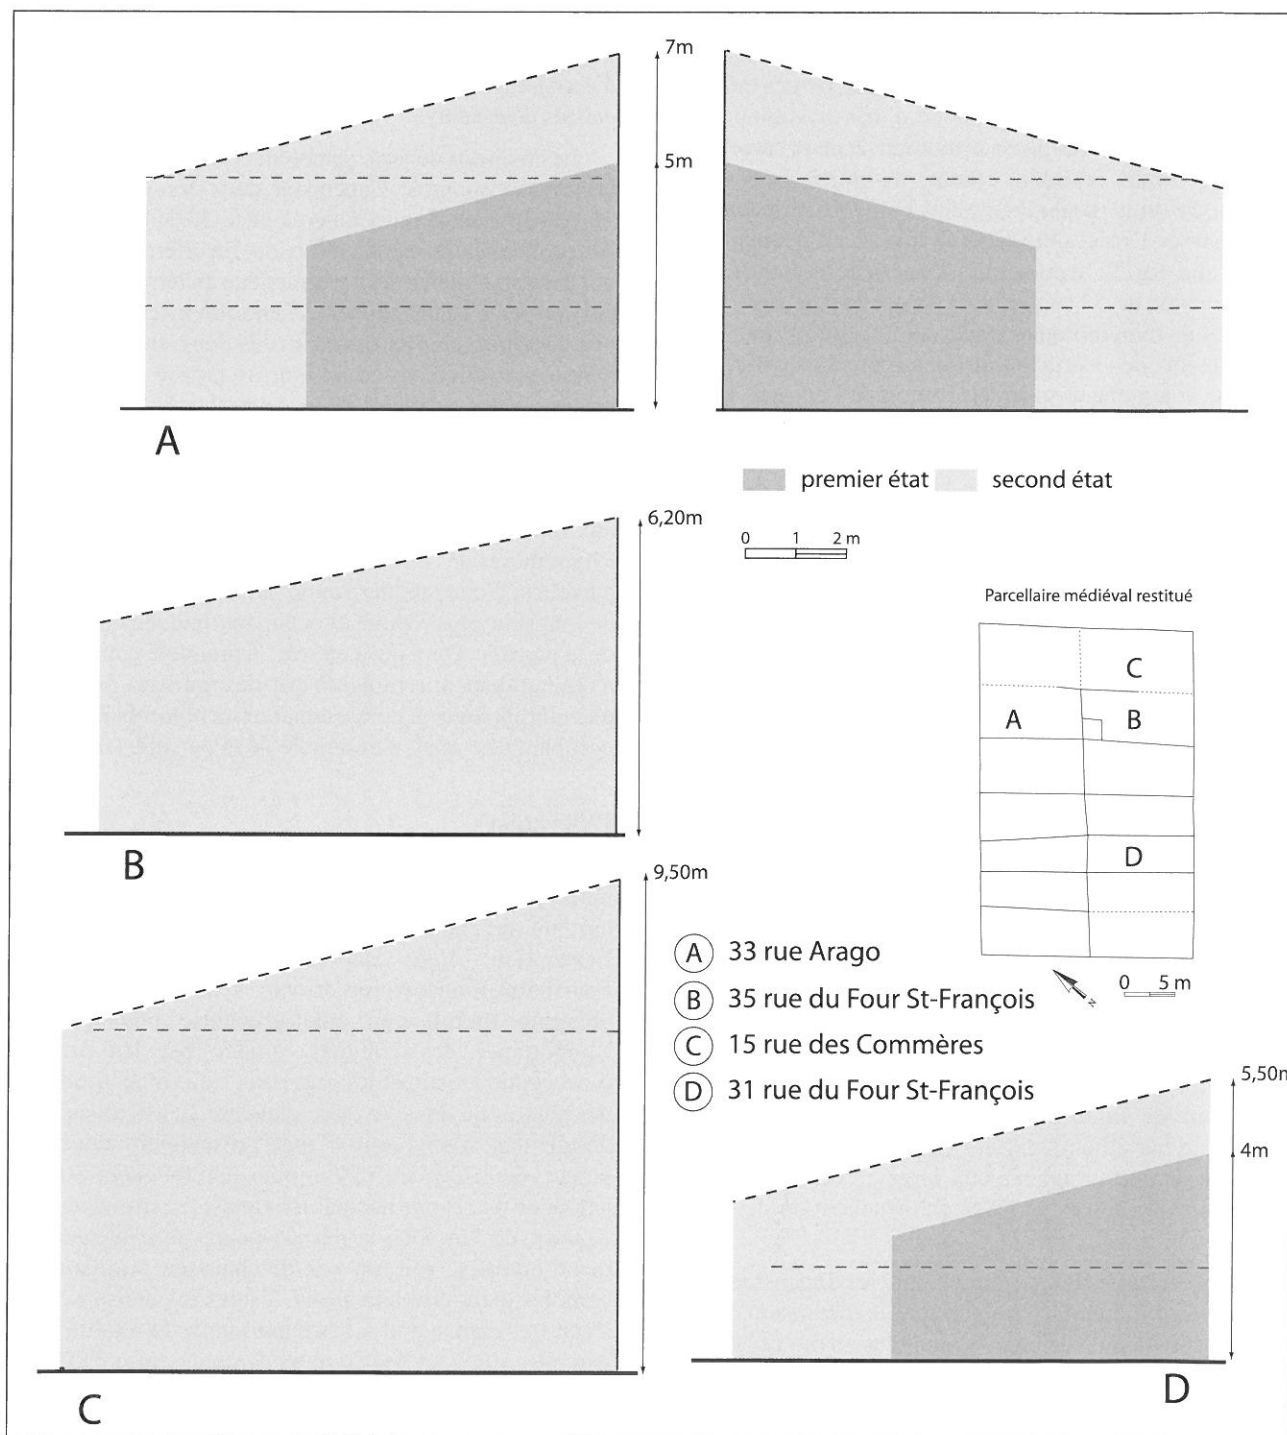 7m
5m
A
premier état
second état
6,20m
0 1 2 m
Parcellaire médiéval restitué
C
A
B
D
B
9,50m
A 33 rue Arago
B 35 rue du Four St-François
C 15 rue des Commères
D 31 rue du Four St-François
N
0 5 m
5,50m
4m
C
D